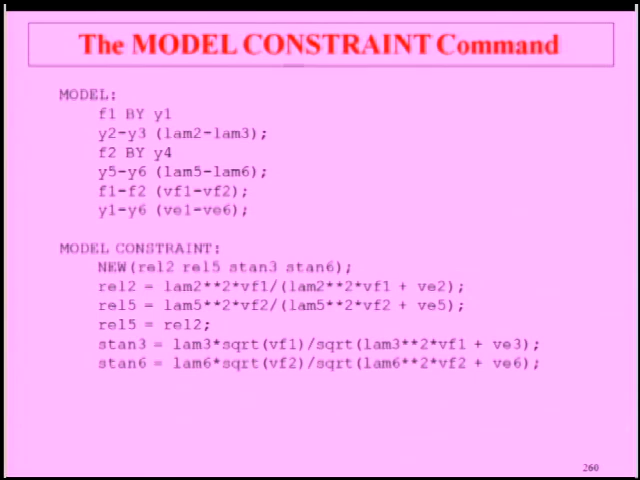 The MODEL CONSTRAINT Command
MODEL:
f1 BY y1
y2-y3 (lam2-lam3);
f2 BY y4
y5-y6 (lam5-lam6);
f1-f2 (vf1-vf2);
y1-y6 (ve1-ve6);
MODEL CONSTRAINT:
NEW(rel2 rel5 stan3 stan6);
rel2 = lam2**2*vf1/(lam2**2*vf1 + ve2);
rel5 = lam5**2*vf2/(lam5**2*vf2 + ve5);
rel5 = rel2;
stan3 = lam3*sqrt(vf1)/sqrt(lam3**2*vf1 + ve3);
stan6 = lam6*sqrt(vf2)/sqrt(lam6**2*vf2 + ve6);
260